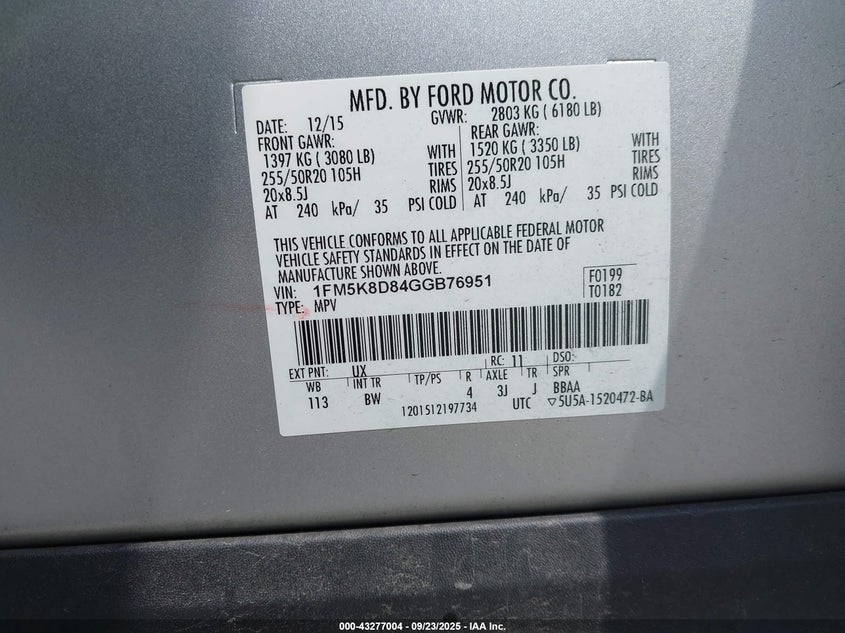 MFD. BY FORD MOTOR CO.
DATE: 12/15 GVWR: 2803 KG ( 6180 LB)
FRONT GAWR: REAR GAWR:
1397 KG ( 3080 LB) WITH 1520 KG ( 3350 LB) WITH
255/50R20 105H TIRES 255/50R20 105H TIRES
20x8.5J RIMS 20x8.5J RIMS
AT 240 kPa/ 35 PSI COLD AT 240 kPa/ 35 PSI COLD
THIS VEHICLE CONFORMS TO ALL APPLICABLE FEDERAL MOTOR
VEHICLE SAFETY STANDARDS IN EFFECT ON THE DATE OF
MANUFACTURE SHOWN ABOVE.
VIN: 1FM5K8D84GGB76951 F0199
TYPE: MPV T0182
EXT PNT: UX RC: 11 DSO:
WB INT TR TP/PS R AXLE TR SPR
113 BW 4 3J J BBAA
1201512197734 UTC ▽5U5A-1520472-BA
000-43277004 - 09/23/2025 - IAA Inc.